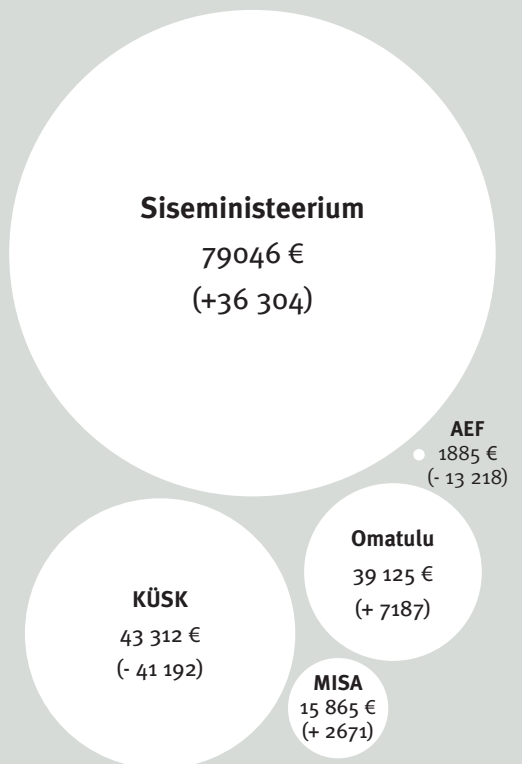 Siseministeerium
79046 €
(+36 304)
AEF
1885 €
(- 13 218)
Omatulu
39 125 €
(+ 7187)
KÜSK
43 312 €
(- 41 192)
MISA
15 865 €
(+ 2671)